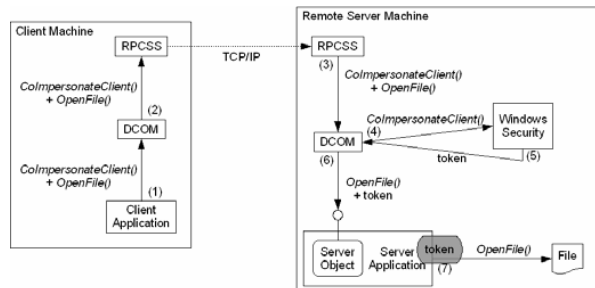 Client Machine
RPCSS
CoImpersonateClient()
+ OpenFile()
(2)
DCOM
CoImpersonateClient()
+ OpenFile()
(1)
Client
Application
TCP/IP
Remote Server Machine
RPCSS
(3)
CoImpersonateClient()
+ OpenFile()
CoImpersonateClient()
(4)
Windows
Security
DCOM
(6)
token
(5)
OpenFile()
+ token
Server
Object
Server
Application
token
(7)
OpenFile()
File